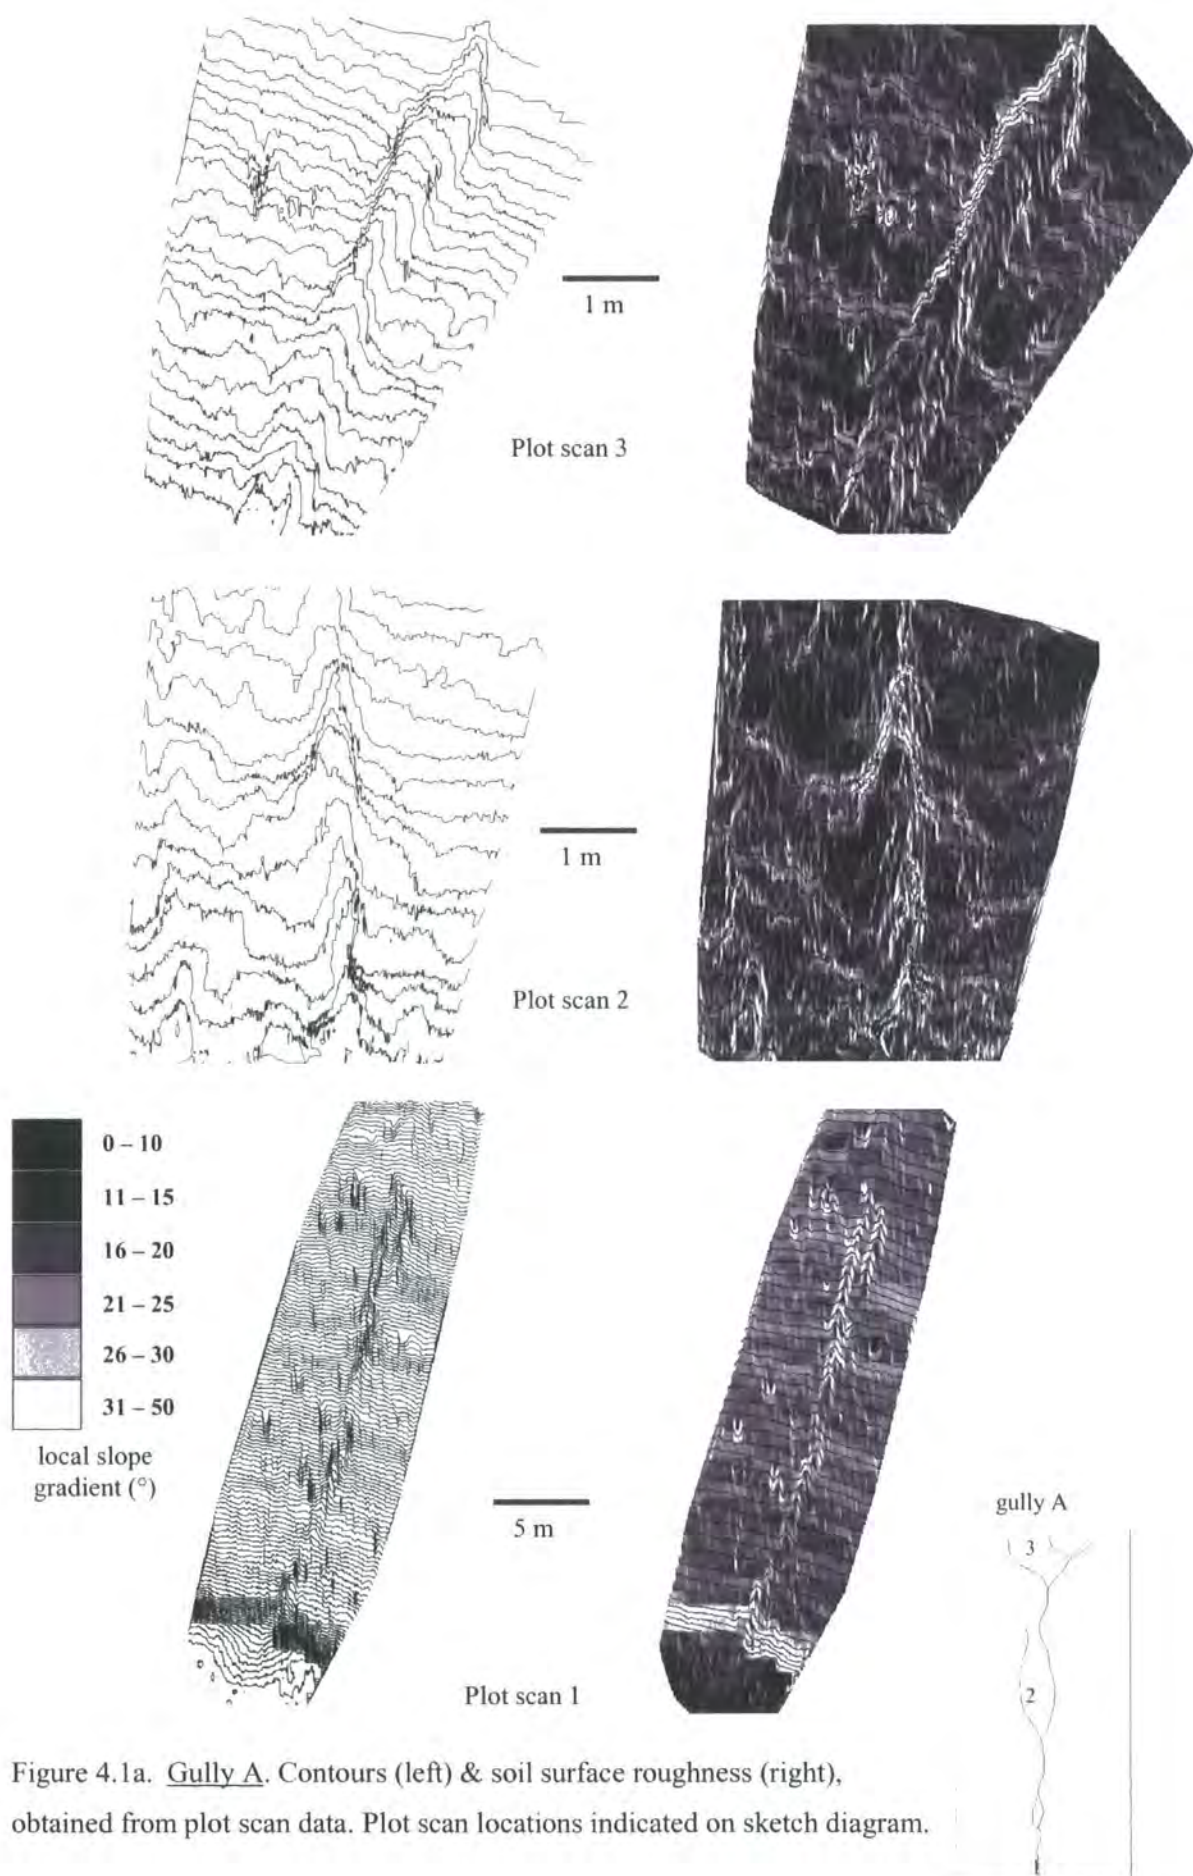 1 m
Plot scan 3
1 m
Plot scan 2
0 – 10
11 – 15
16 – 20
21 – 25
26 – 30
31 – 50
local slope
gradient (°)
5 m
Plot scan 1
gully A
3
2
1
Figure 4.1a. Gully A. Contours (left) & soil surface roughness (right),
obtained from plot scan data. Plot scan locations indicated on sketch diagram.